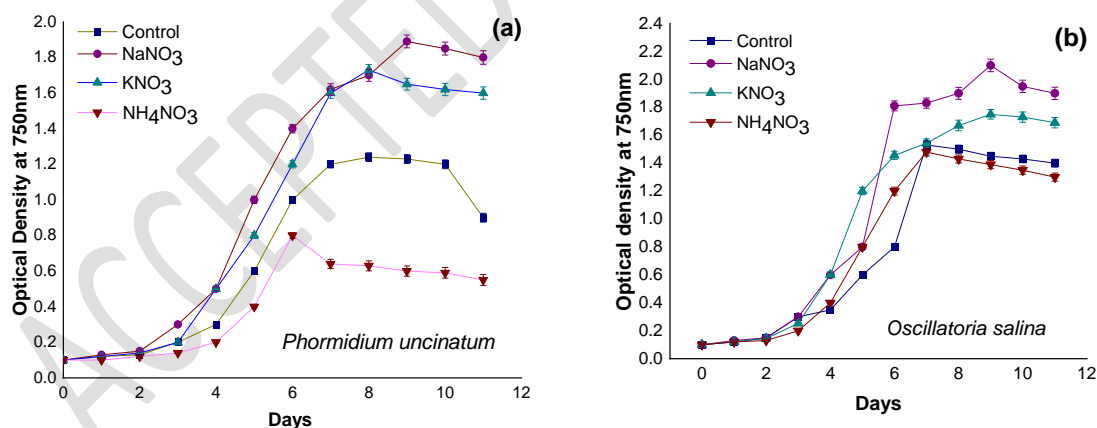 (a)
Control
NaNO3
KNO3
NH4NO3
Optical Density at 750nm
2.0
1.8
1.6
1.4
1.2
1.0
0.8
0.6
0.4
0.2
0.0
Phormidium uncinatum
0 2 4 6 8 10 12
Days
(b)
Control
NaNO3
KNO3
NH4NO3
Optical density at 750nm
2.4
2.2
2.0
1.8
1.6
1.4
1.2
1.0
0.8
0.6
0.4
0.2
0.0
Oscillatoria salina
0 2 4 6 8 10 12
Days
ACCEPTED